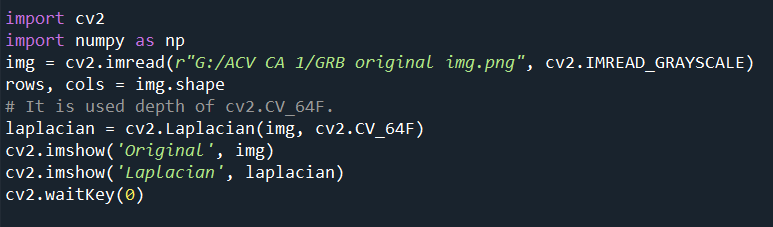 import cv2
import numpy as np
img = cv2.imread(r"G:/ACV CA 1/GRB original img.png", cv2.IMREAD_GRAYSCALE)
rows, cols = img.shape
# It is used depth of cv2.CV_64F.
laplacian = cv2.Laplacian(img, cv2.CV_64F)
cv2.imshow('Original', img)
cv2.imshow('Laplacian', laplacian)
cv2.waitKey(0)